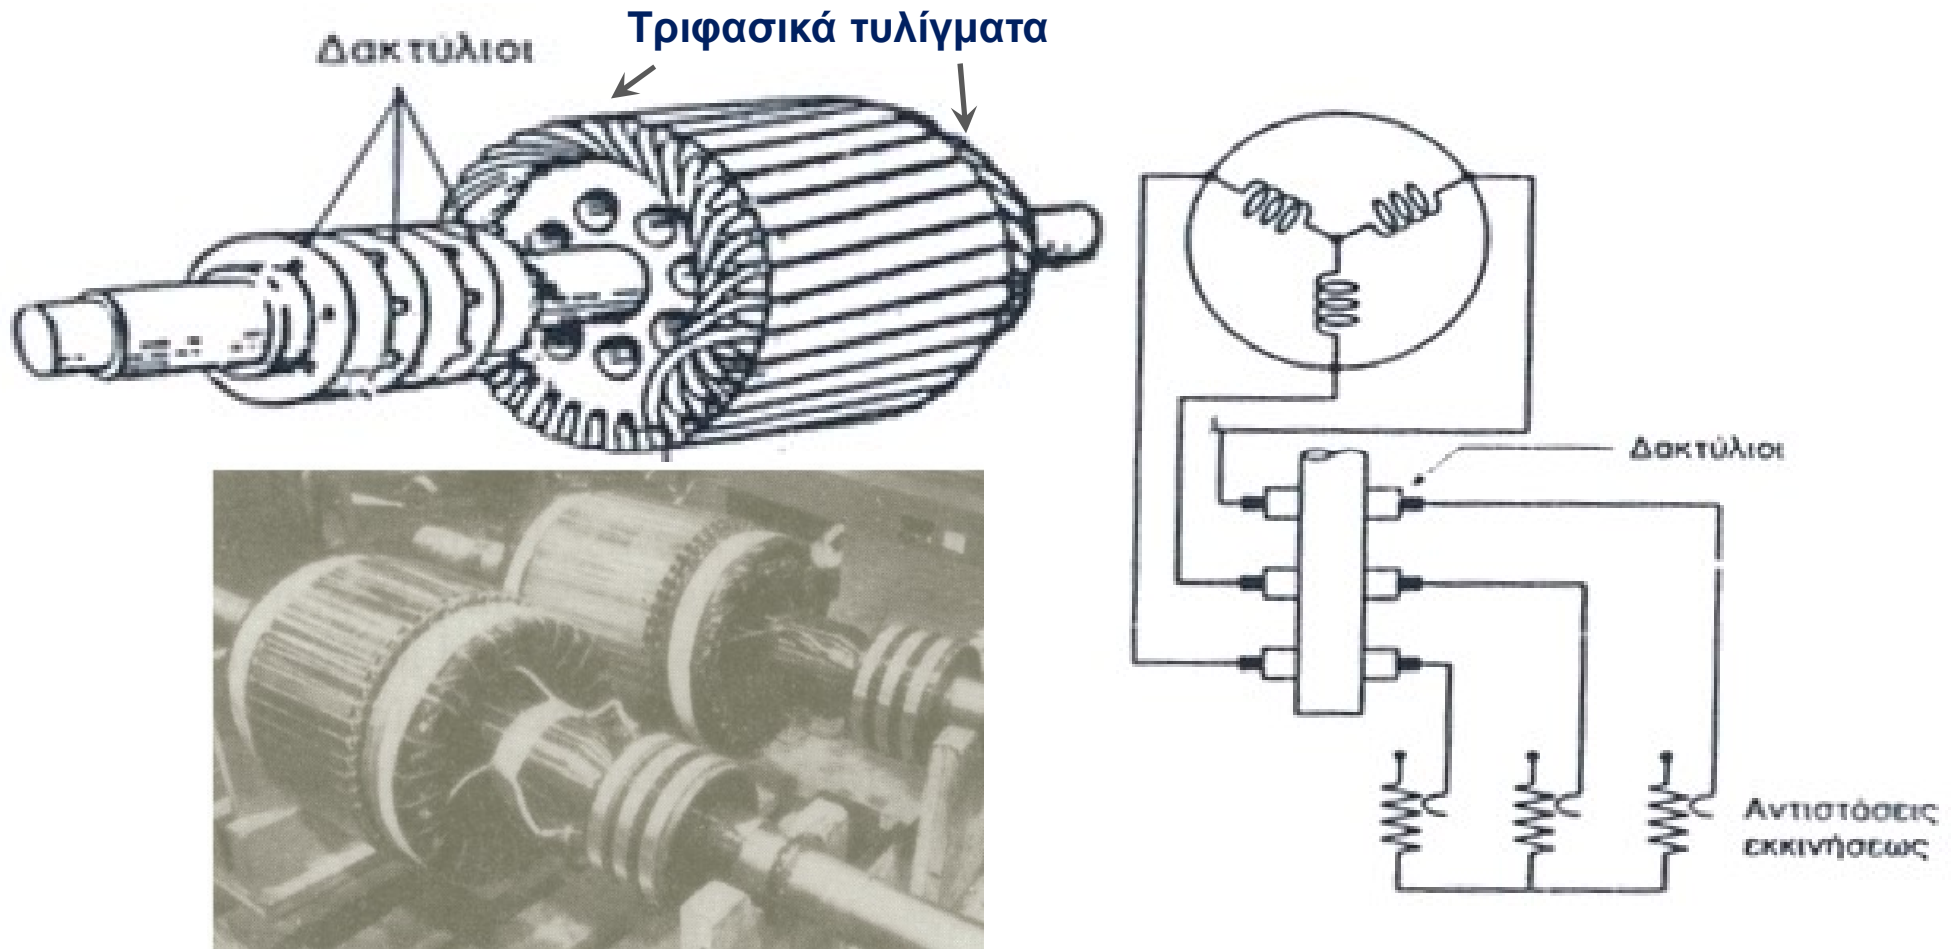 Δακτύλιοι
Τριφασικά τυλίγματα
Δακτύλιοι
Αντιστάσεις
εκκινήσεως